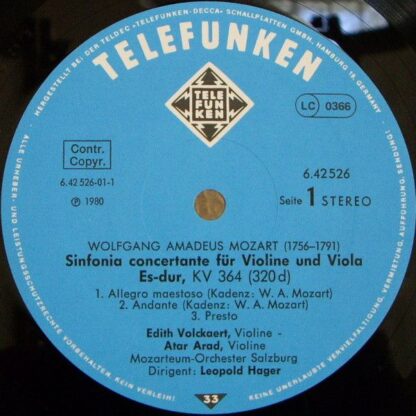 HERGESTELLT BEI: DER TELDEC »TELEFUNKEN-DECCA« SCHALLPLATTEN GMBH, HAMBURG 19, GERMANY
TELEFUNKEN
TELE
FUN
KEN
LC 0366
Contr.
Copyr.
6.42526-01-1
Ⓟ 1980
6.42526
Seite 1 STEREO
WOLFGANG AMADEUS MOZART (1756–1791)
Sinfonia concertante für Violine und Viola
Es-dur, KV 364 (320d)
1. Allegro maestoso (Kadenz: W. A. Mozart)
2. Andante (Kadenz: W. A. Mozart)
3. Presto
Edith Volckaert, Violine -
Atar Arad, Violine
Mozarteum-Orchester Salzburg
Dirigent: Leopold Hager
33
ALLE URHEBER- UND LEISTUNGSSCHUTZRECHTE VORBEHALTEN. KEIN VERLEIH!
KEINE UNERLAUBTE VERVIELFÄLTIGUNG, VERMIETUNG, AUFFÜHRUNG, SENDUNG!